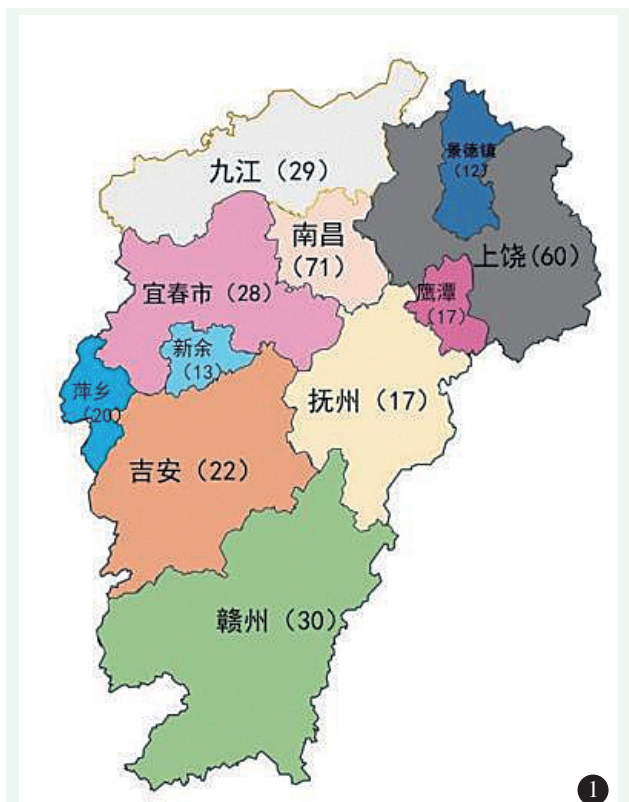 景德镇
(12)
九江（29）
南昌
（71）
上饶(60)
宜春市（28）
鹰潭
(17)
新余
(13)
萍乡
(20)
抚州（17）
吉安（22）
赣州（30）
1